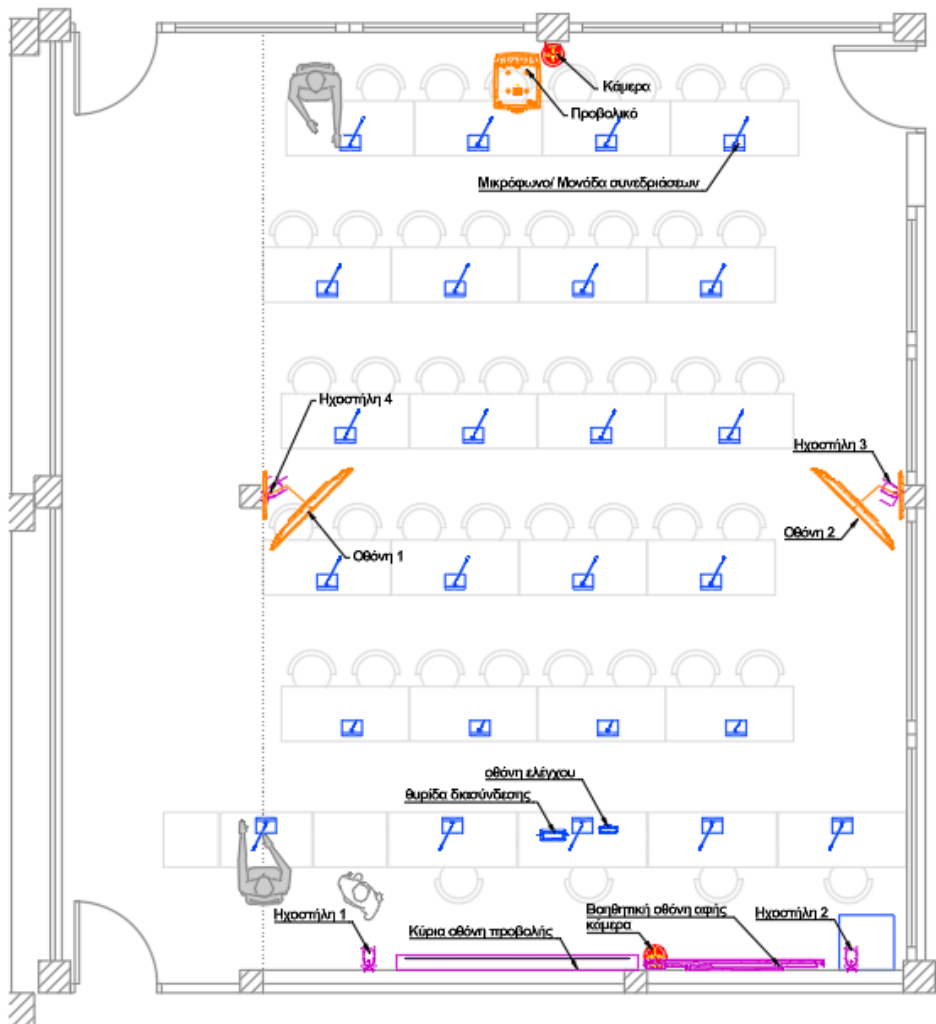 Κάμερα
Προβολικό
Μικρόφωνο/ Μονάδα συνεδριάσεων
Ηχοστήλη 4
Ηχοστήλη 3
Οθόνη 1
Οθόνη 2
οθόνη ελέγχου
θυρίδα διασύνδεσης
Ηχοστήλη 1
Κύρια οθόνη προβολής
Βοηθητική οθόνη αφής
κάμερα
Ηχοστήλη 2